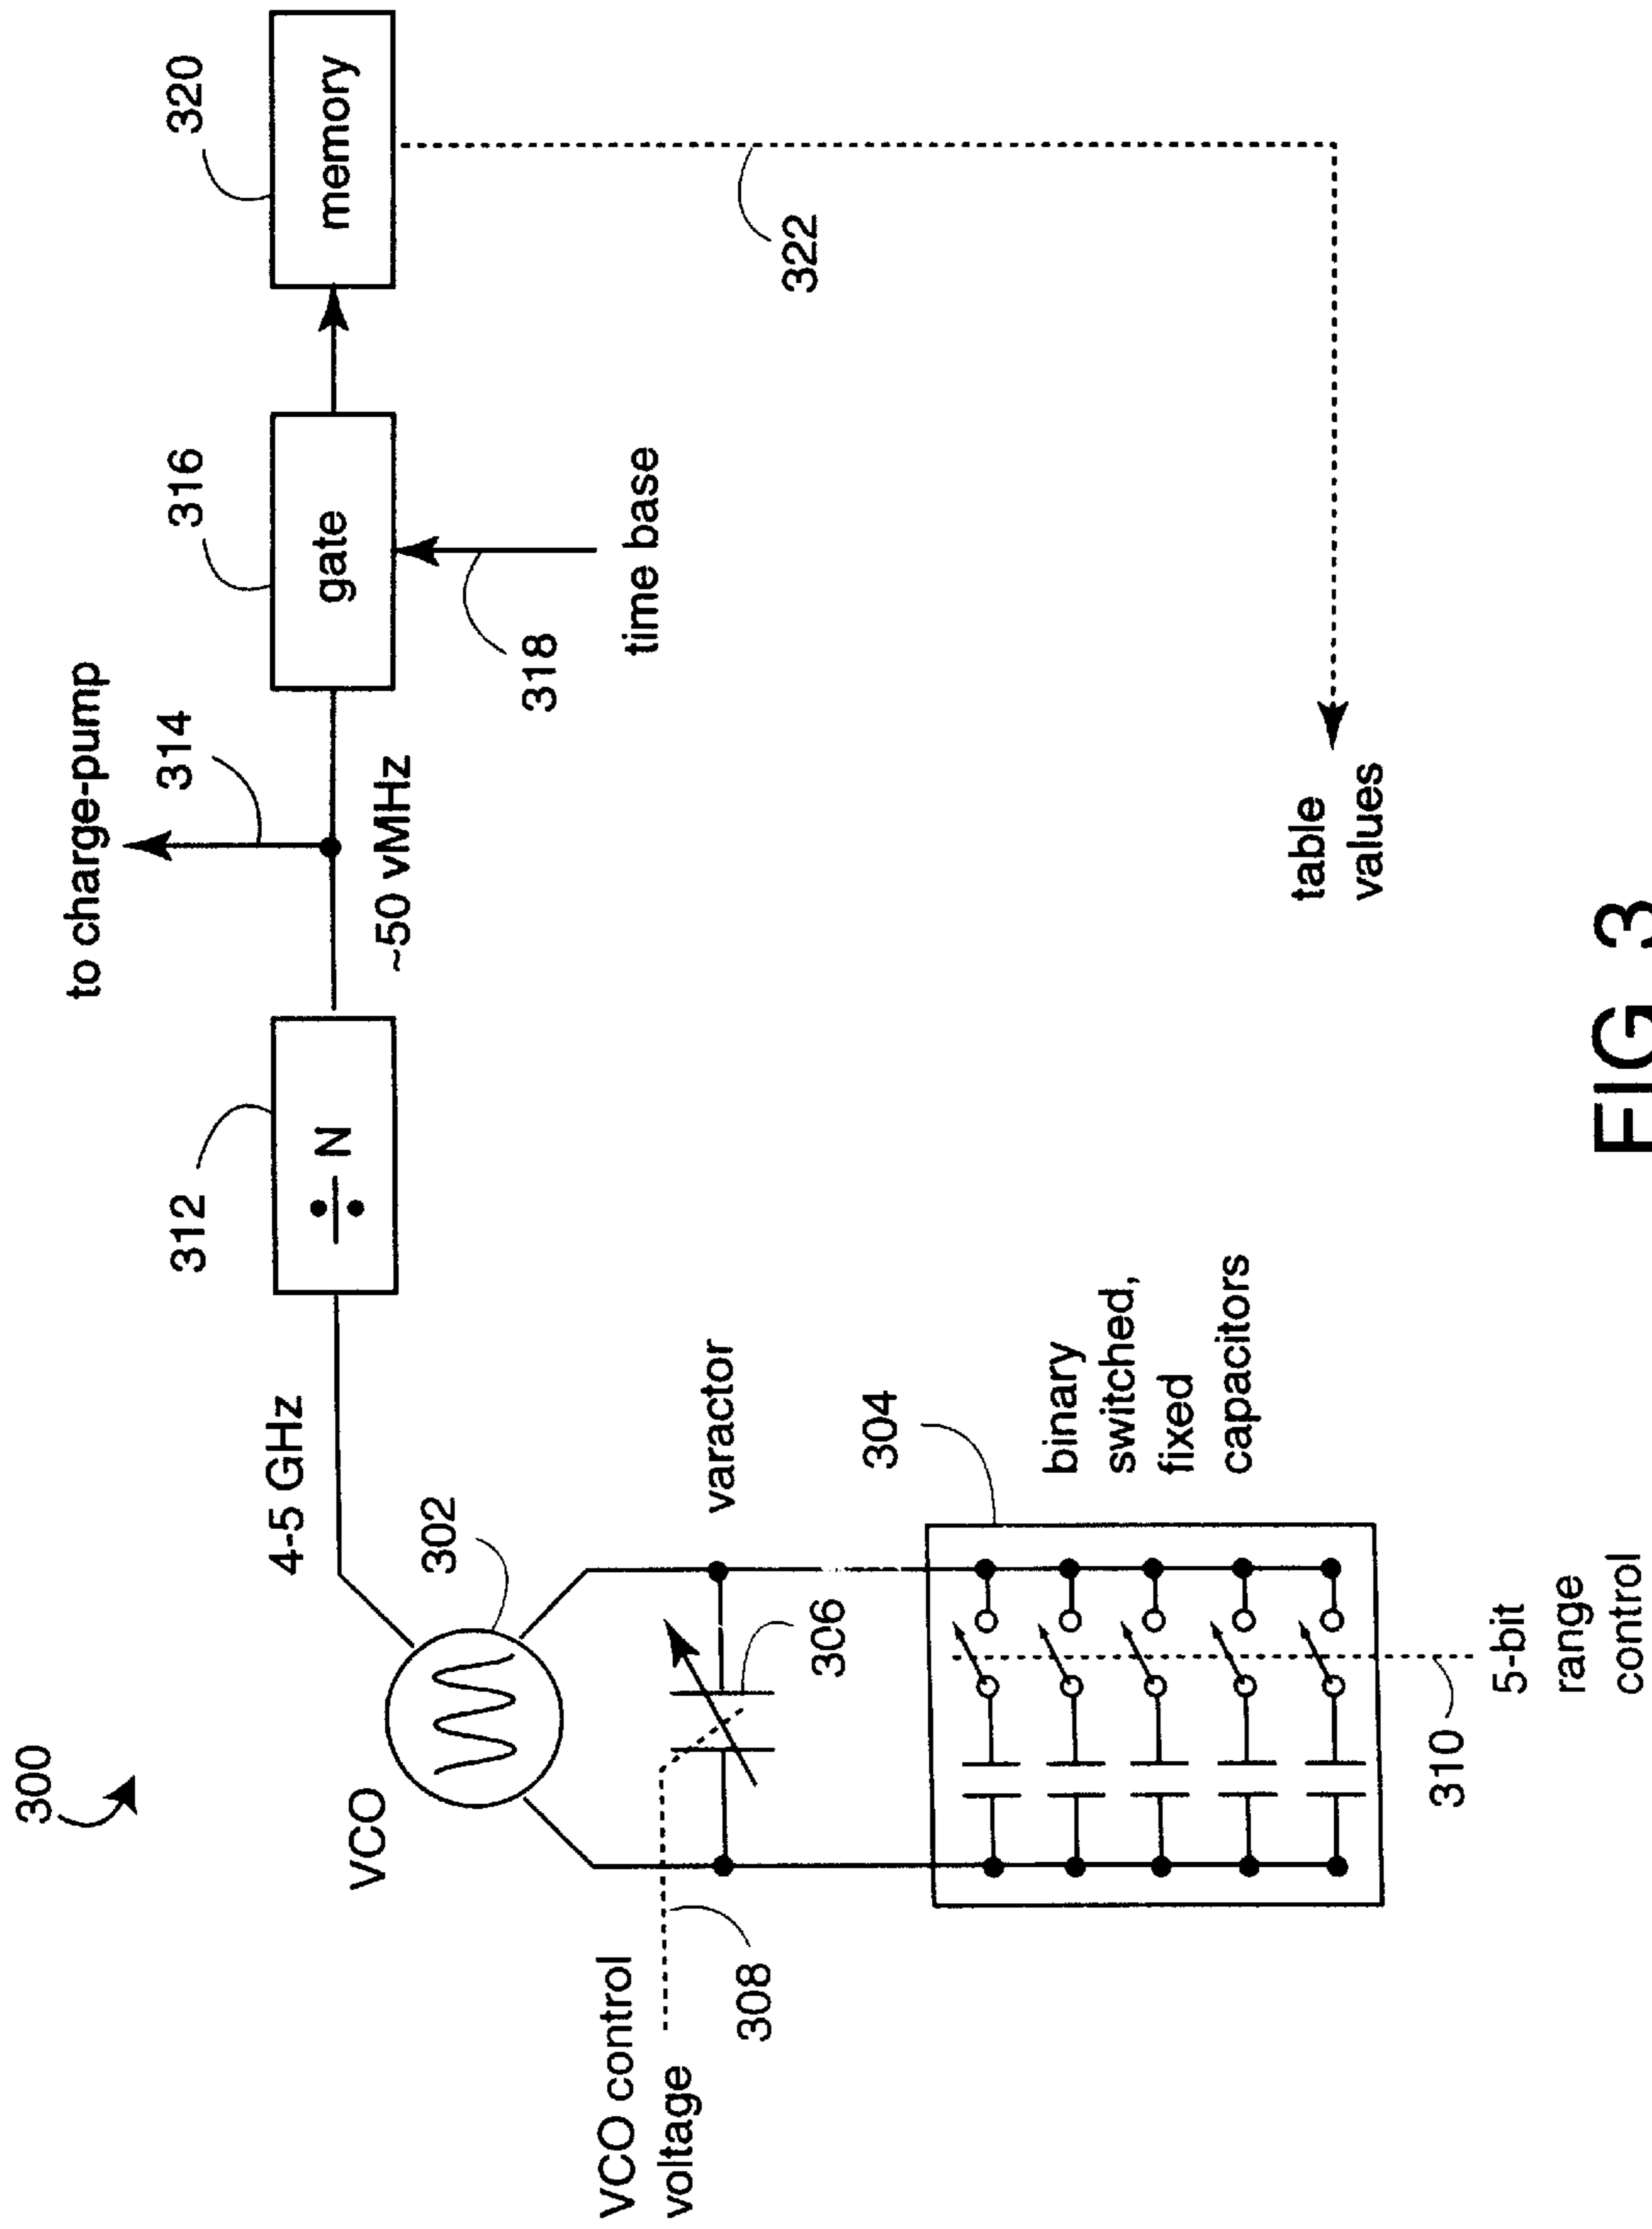 300
VCO
4-5 GHz
302
312
÷ N
to charge-pump
314
~50 vMHz
316
gate
318
time base
320
memory
322
VCO control
voltage
308
306
varactor
304
binary
switched,
fixed
capacitors
310
5-bit
range
control
table
values
FIG. 3